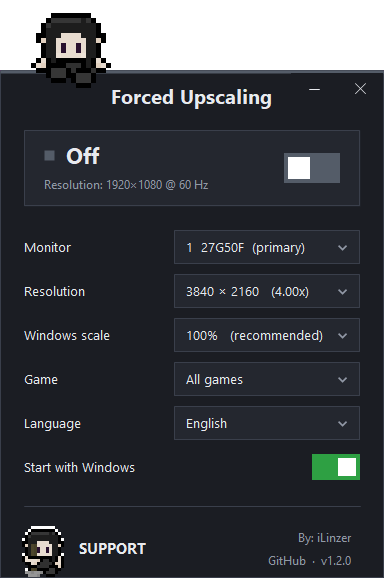 Forced Upscaling
Off
Resolution: 1920×1080 @ 60 Hz
Monitor 1 27G50F (primary)
Resolution 3840 × 2160 (4.00x)
Windows scale 100% (recommended)
Game All games
Language English
Start with Windows
SUPPORT
By: iLinzer
GitHub · v1.2.0